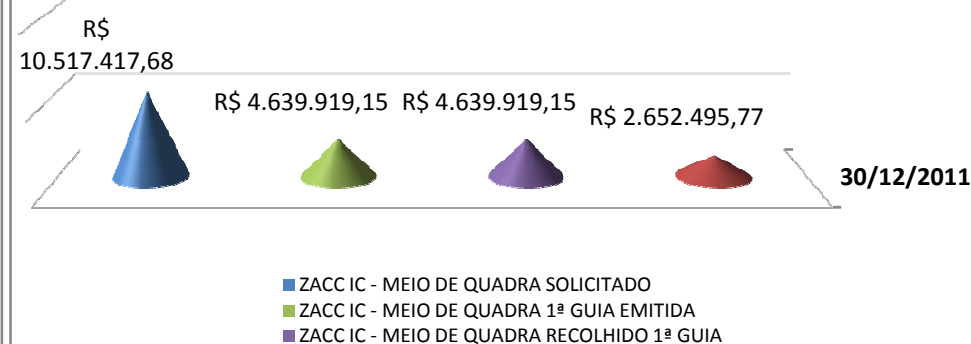 R$
10.517.417,68
R$ 4.639.919,15 R$ 4.639.919,15 R$ 2.652.495,77
30/12/2011
ZACC IC - MEIO DE QUADRA SOLICITADO
ZACC IC - MEIO DE QUADRA 1ª GUIA EMITIDA
ZACC IC - MEIO DE QUADRA RECOLHIDO 1ª GUIA